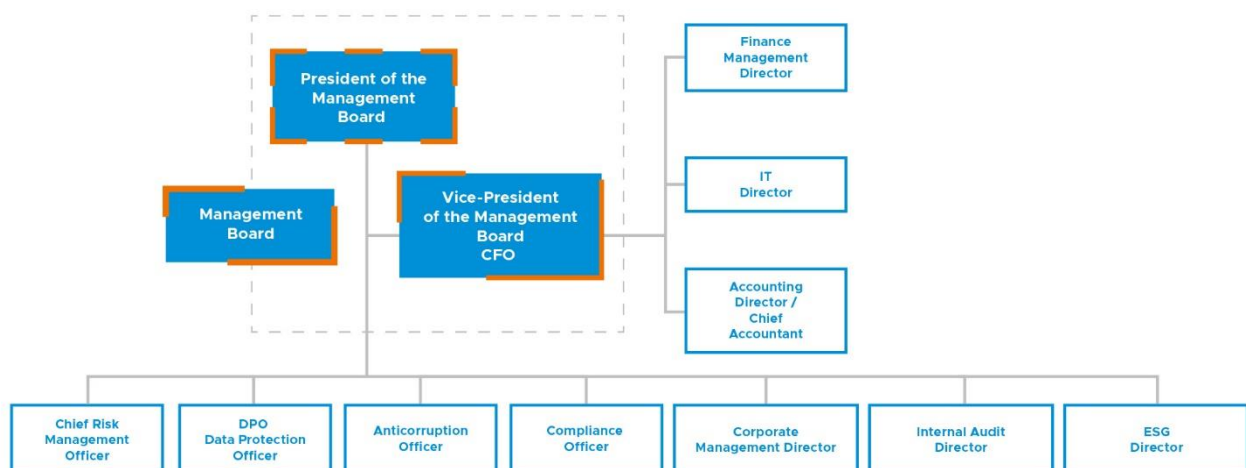 President of the
Management
Board
Management
Board
Vice-President
of the Management
Board
CFO
Finance
Management
Director
IT
Director
Accounting
Director /
Chief
Accountant
Chief Risk
Management
Officer
DPO
Data Protection
Officer
Anticorruption
Officer
Compliance
Officer
Corporate
Management Director
Internal Audit
Director
ESG
Director